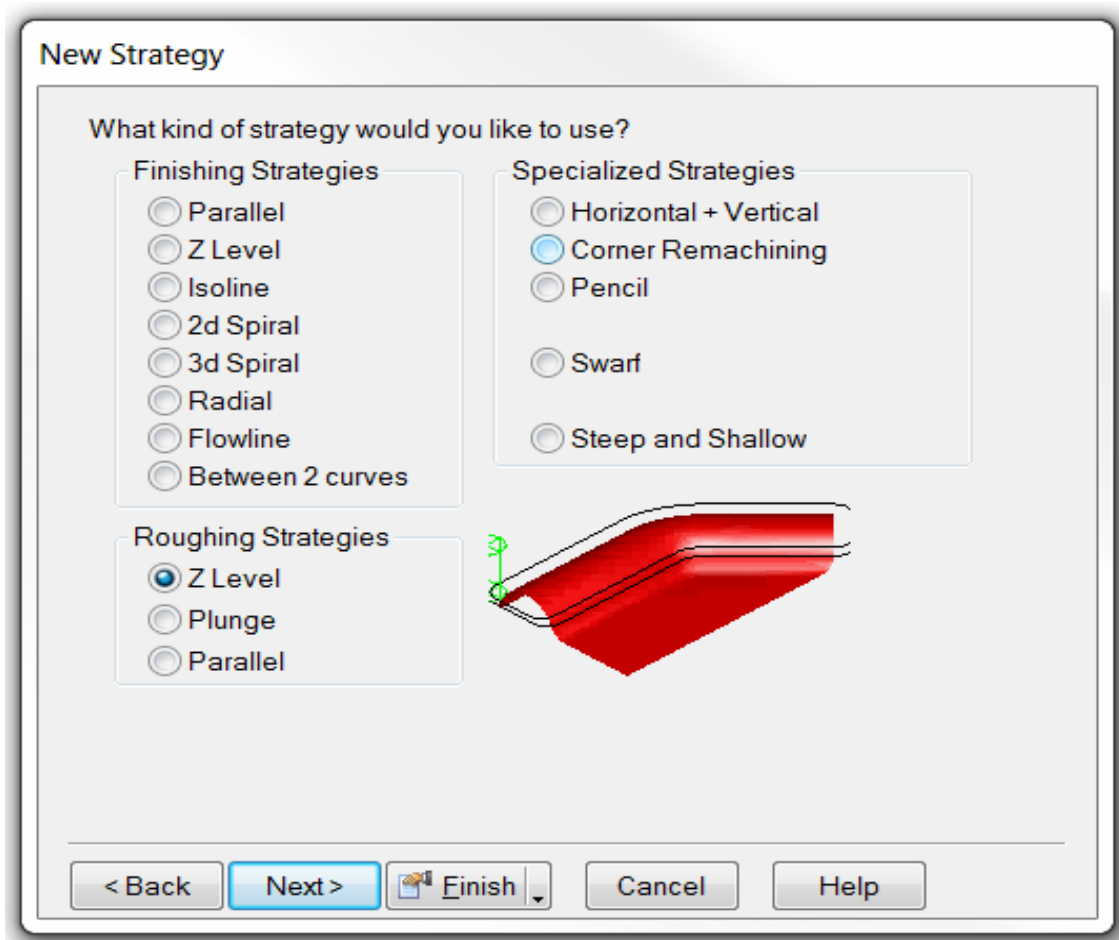 New Strategy
What kind of strategy would you like to use?
Finishing Strategies
Parallel
Z Level
Isoline
2d Spiral
3d Spiral
Radial
Flowline
Between 2 curves
Roughing Strategies
Z Level
Plunge
Parallel
Specialized Strategies
Horizontal + Vertical
Corner Remachining
Pencil
Swarf
Steep and Shallow
< Back
Next >
Finish
Cancel
Help